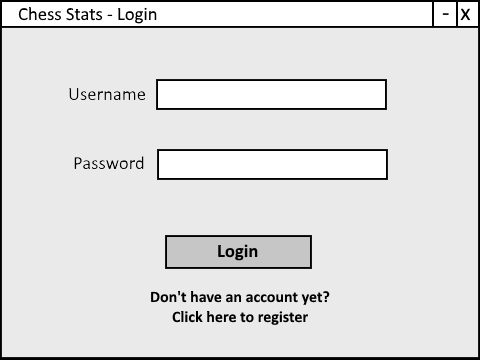 Chess Stats - Login - X
Username
Password
Login
Don't have an account yet?
Click here to register